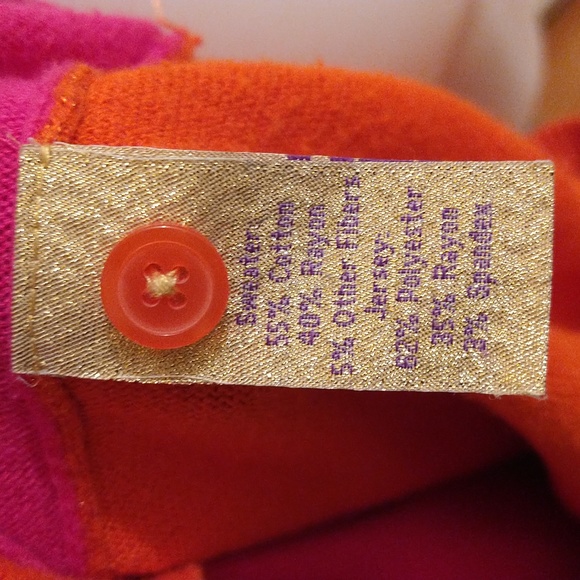 Sweater:
55% Cotton
40% Rayon
5% Other Fibers
Jersey:
62% Polyester
35% Rayon
3% Spandex